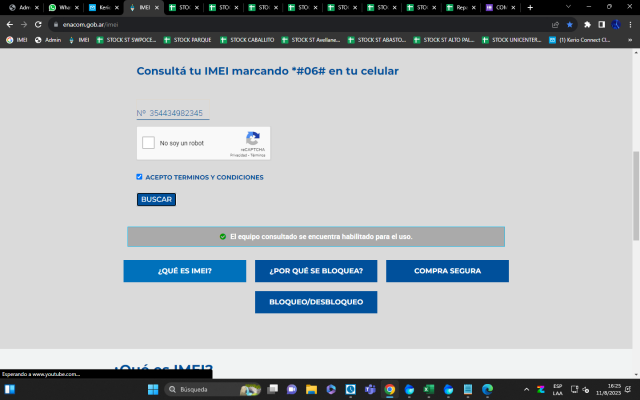 Adm
Wha
Kerio
IMEI
STO
STO
STO
STO
STO
STO
STO
Rep
CO
enacom.gob.ar/imei
IMEI
STOCK ST SWPOCE...
STOCK PARQUE
STOCK CABALLITO
STOCK ST Avellane...
STOCK ST ABASTO...
STOCK ST ALTO PAL...
STOCK UNICENTER...
(1) Kerio Connect Cl...
Admin
IMEI
Consultá tu IMEI marcando *#06# en tu celular
Nº 354434982345
No soy un robot
reCAPTCHA
Privacidad - Términos
ACEPTO TERMINOS Y CONDICIONES
BUSCAR
El equipo consultado se encuentra habilitado para el uso.
¿QUÉ ES IMEI?
¿POR QUÉ SE BLOQUEA?
COMPRA SEGURA
BLOQUEO/DESBLOQUEO
¿Qué es IMEI?
Esperando a www.youtube.com...
Búsqueda
ESP
LAA
16:25
11/8/2023